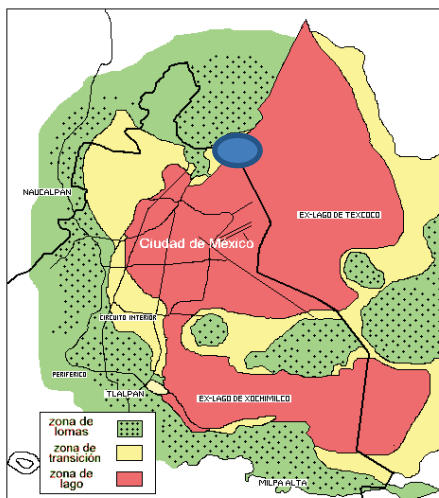 NAUCALPAN
EX-LAGO DE TEXCOCO
Ciudad de México
CIRCUITO INTERIOR
PERIFERICO
TLALPAN
EX-LAGO DE XOCHIMILCO
zona de
lomas
zona de
transición
zona de
lago
MILPA ALTA